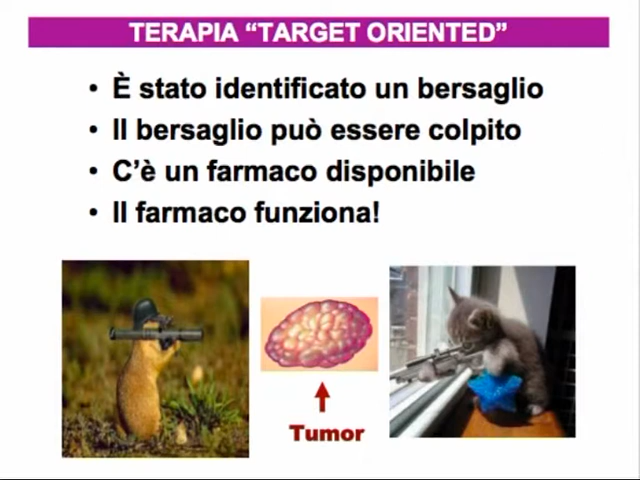 TERAPIA “TARGET ORIENTED”
• È stato identificato un bersaglio
• Il bersaglio può essere colpito
• C’è un farmaco disponibile
• Il farmaco funziona!
Tumor